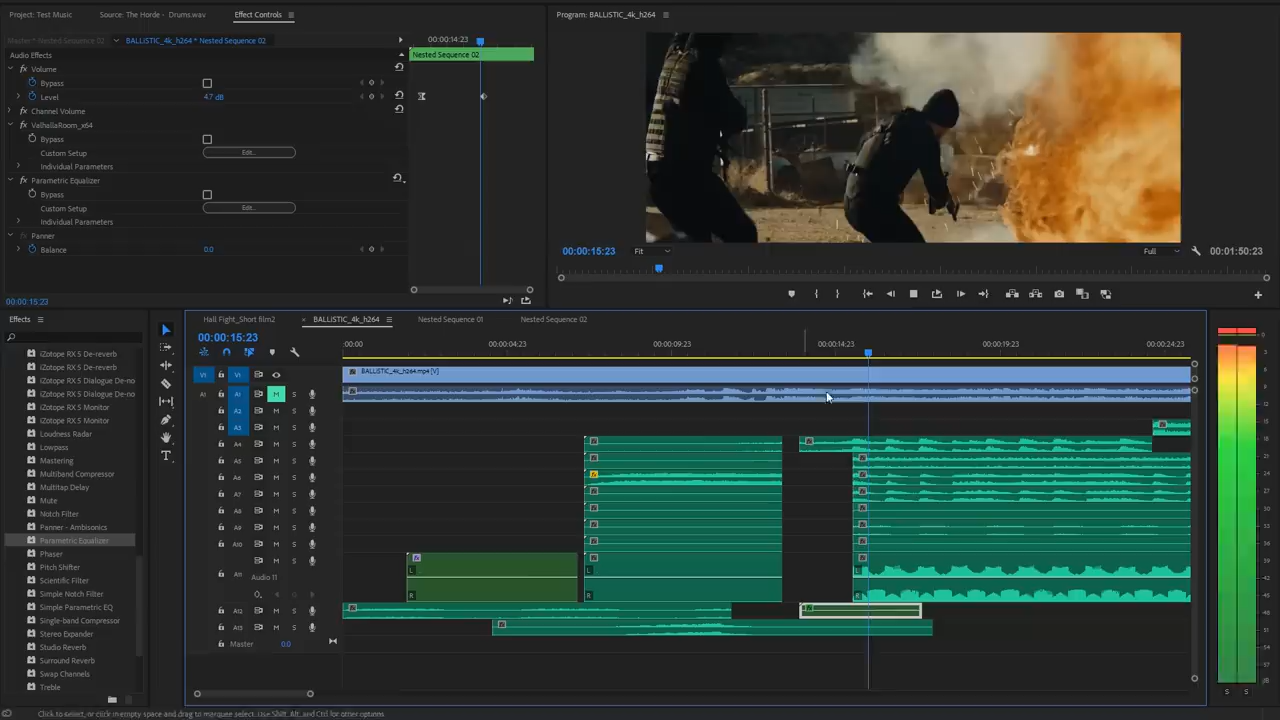 Project: Test Music
Source: The Horde - Drums.wav
Effect Controls
Program: BALLiSTiC_4k_h264
Master * Nested Sequence 02
BALLiSTiC_4k_h264 * Nested Sequence 02
00:00:14:23
Audio Effects
Nested Sequence 02
fx Volume
Bypass
Level 4.7 dB
fx Channel Volume
fx ValhallaRoom_x64
Bypass
Custom Setup Edit...
Individual Parameters
fx Parametric Equalizer
Bypass
Custom Setup Edit...
Individual Parameters
fx Panner
Balance 0.0
00:00:15:23
00:00:15:23 Fit Full 00:01:50:23
Effects
iZotope RX 5 De-reverb
iZotope RX 5 De-reverb
iZotope RX 5 Dialogue De-no
iZotope RX 5 Dialogue De-no
iZotope RX 5 Monitor
iZotope RX 5 Monitor
Loudness Radar
Lowpass
Mastering
Multiband Compressor
Multitap Delay
Mute
Notch Filter
Panner - Ambisonics
Parametric Equalizer
Phaser
Pitch Shifter
Scientific Filter
Simple Notch Filter
Simple Parametric EQ
Single-band Compressor
Stereo Expander
Studio Reverb
Surround Reverb
Swap Channels
Treble
Hall Fight_Short film2
BALLiSTiC_4k_h264
Nested Sequence 01
Nested Sequence 02
00:00:15:23
:00:00 00:00:04:23 00:00:09:23 00:00:14:23 00:00:19:23 00:00:24:23
V1 V1
BALLiSTiC_4k_h264.mp4 [V]
A1 A1 M S
A2 M S
A3 M S
A4 M S
A5 M S
A6 M S
A7 M S
A8 M S
A9 M S
A10 M S
M S
A11 Audio 11
L L L
R R R
A12 M S
A13 M S
Master 0.0
S S
dB
Click to select, or click in empty space and drag to marquee select. Use Shift, Alt, and Ctrl for other options.